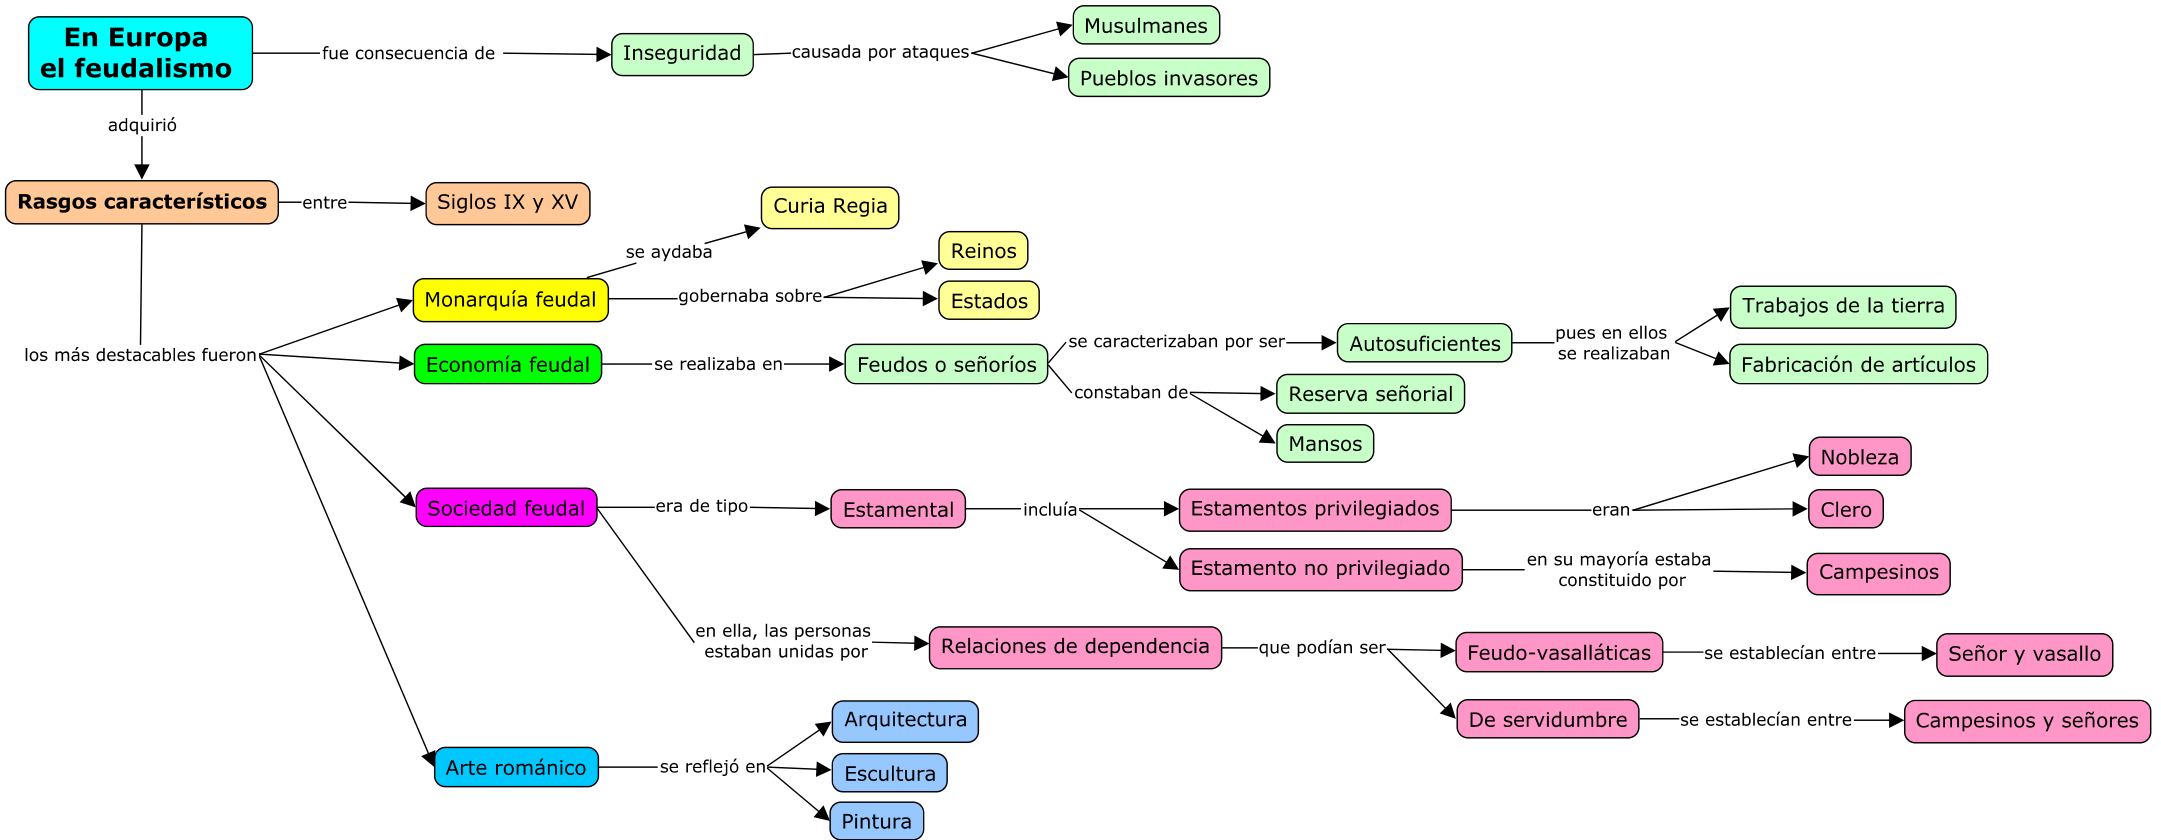 En Europa
el feudalismo
fue consecuencia de
Inseguridad
causada por ataques
Musulmanes
Pueblos invasores
adquirió
Rasgos característicos
entre
Siglos IX y XV
los más destacables fueron
Monarquía feudal
se aydaba
Curia Regia
gobernaba sobre
Reinos
Estados
Economía feudal
se realizaba en
Feudos o señoríos
se caracterizaban por ser
Autosuficientes
pues en ellos
se realizaban
Trabajos de la tierra
Fabricación de artículos
constaban de
Reserva señorial
Mansos
Sociedad feudal
era de tipo
Estamental
incluía
Estamentos privilegiados
eran
Nobleza
Clero
Estamento no privilegiado
en su mayoría estaba
constituido por
Campesinos
en ella, las personas
estaban unidas por
Relaciones de dependencia
que podían ser
Feudo-vasalláticas
se establecían entre
Señor y vasallo
De servidumbre
se establecían entre
Campesinos y señores
Arte románico
se reflejó en
Arquitectura
Escultura
Pintura